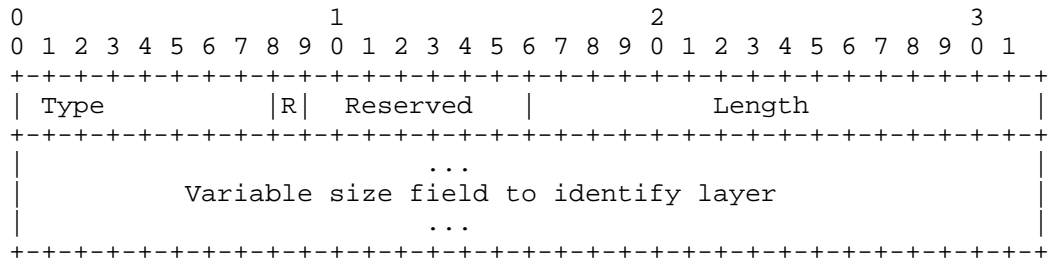 0                   1                   2                   3
0 1 2 3 4 5 6 7 8 9 0 1 2 3 4 5 6 7 8 9 0 1 2 3 4 5 6 7 8 9 0 1
+-+-+-+-+-+-+-+-+-+-+-+-+-+-+-+-+-+-+-+-+-+-+-+-+-+-+-+-+-+-+-+-+
| Type          |R|  Reserved   |           Length              |
+-+-+-+-+-+-+-+-+-+-+-+-+-+-+-+-+-+-+-+-+-+-+-+-+-+-+-+-+-+-+-+-+
|                         ...                                   |
|          Variable size field to identify layer                |
|                         ...                                   |
+-+-+-+-+-+-+-+-+-+-+-+-+-+-+-+-+-+-+-+-+-+-+-+-+-+-+-+-+-+-+-+-+